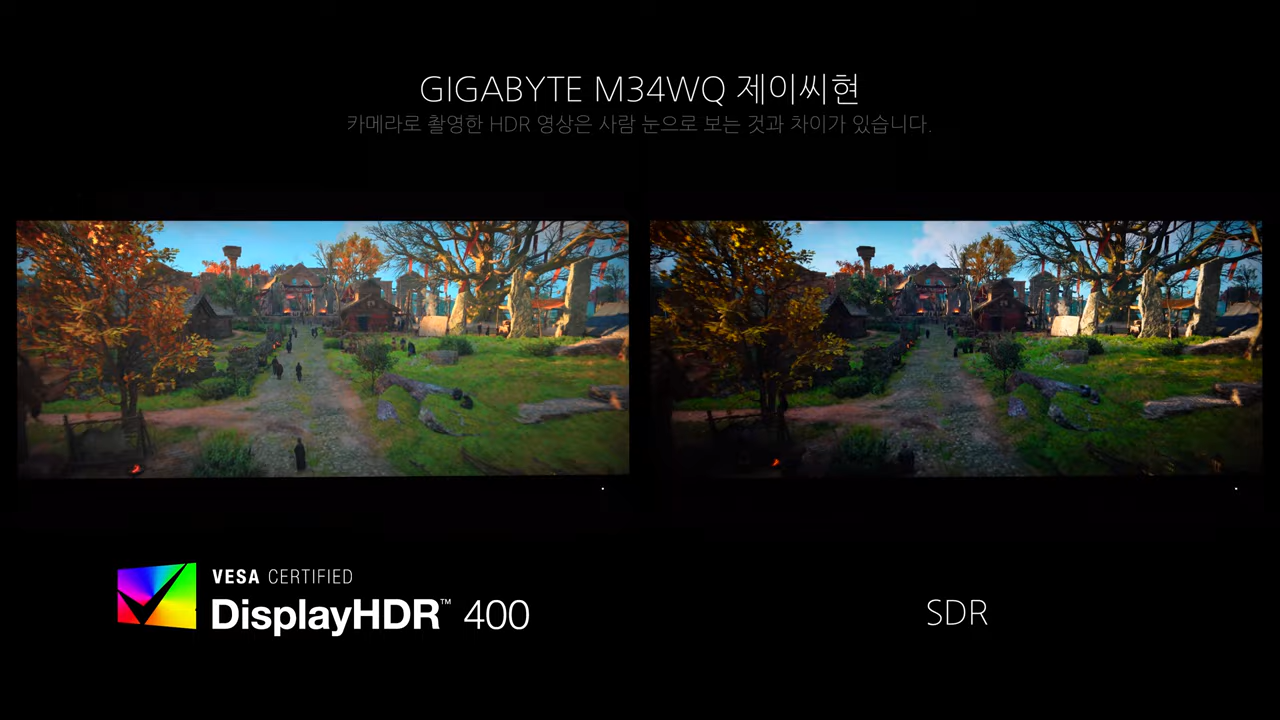 GIGABYTE M34WQ 제이씨현
카메라로 촬영한 HDR 영상은 사람 눈으로 보는 것과 차이가 있습니다.
VESA CERTIFIED
DisplayHDR™ 400
SDR